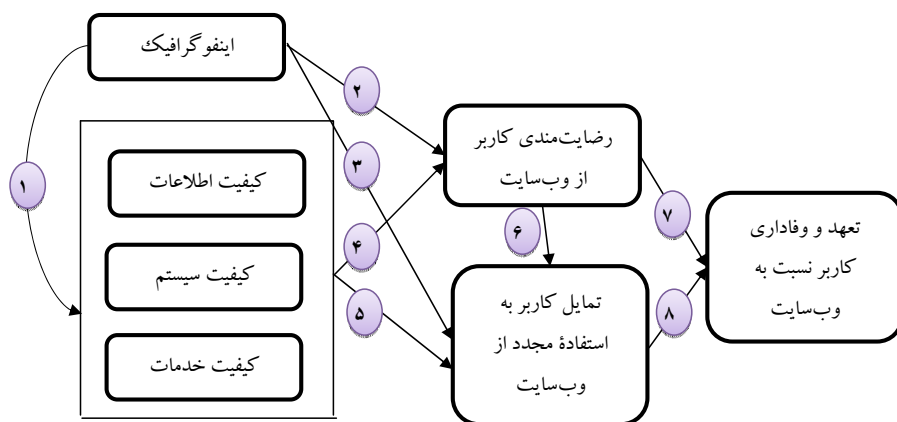 اینفوگرافیک
۱
کیفیت اطلاعات
کیفیت سیستم
کیفیت خدمات
۲
۳
۴
۵
رضایت‌مندی کاربر
از وب‌سایت
۶
تمایل کاربر به
استفادهٔ مجدد از
وب‌سایت
۷
۸
تعهد و وفاداری
کاربر نسبت به
وب‌سایت